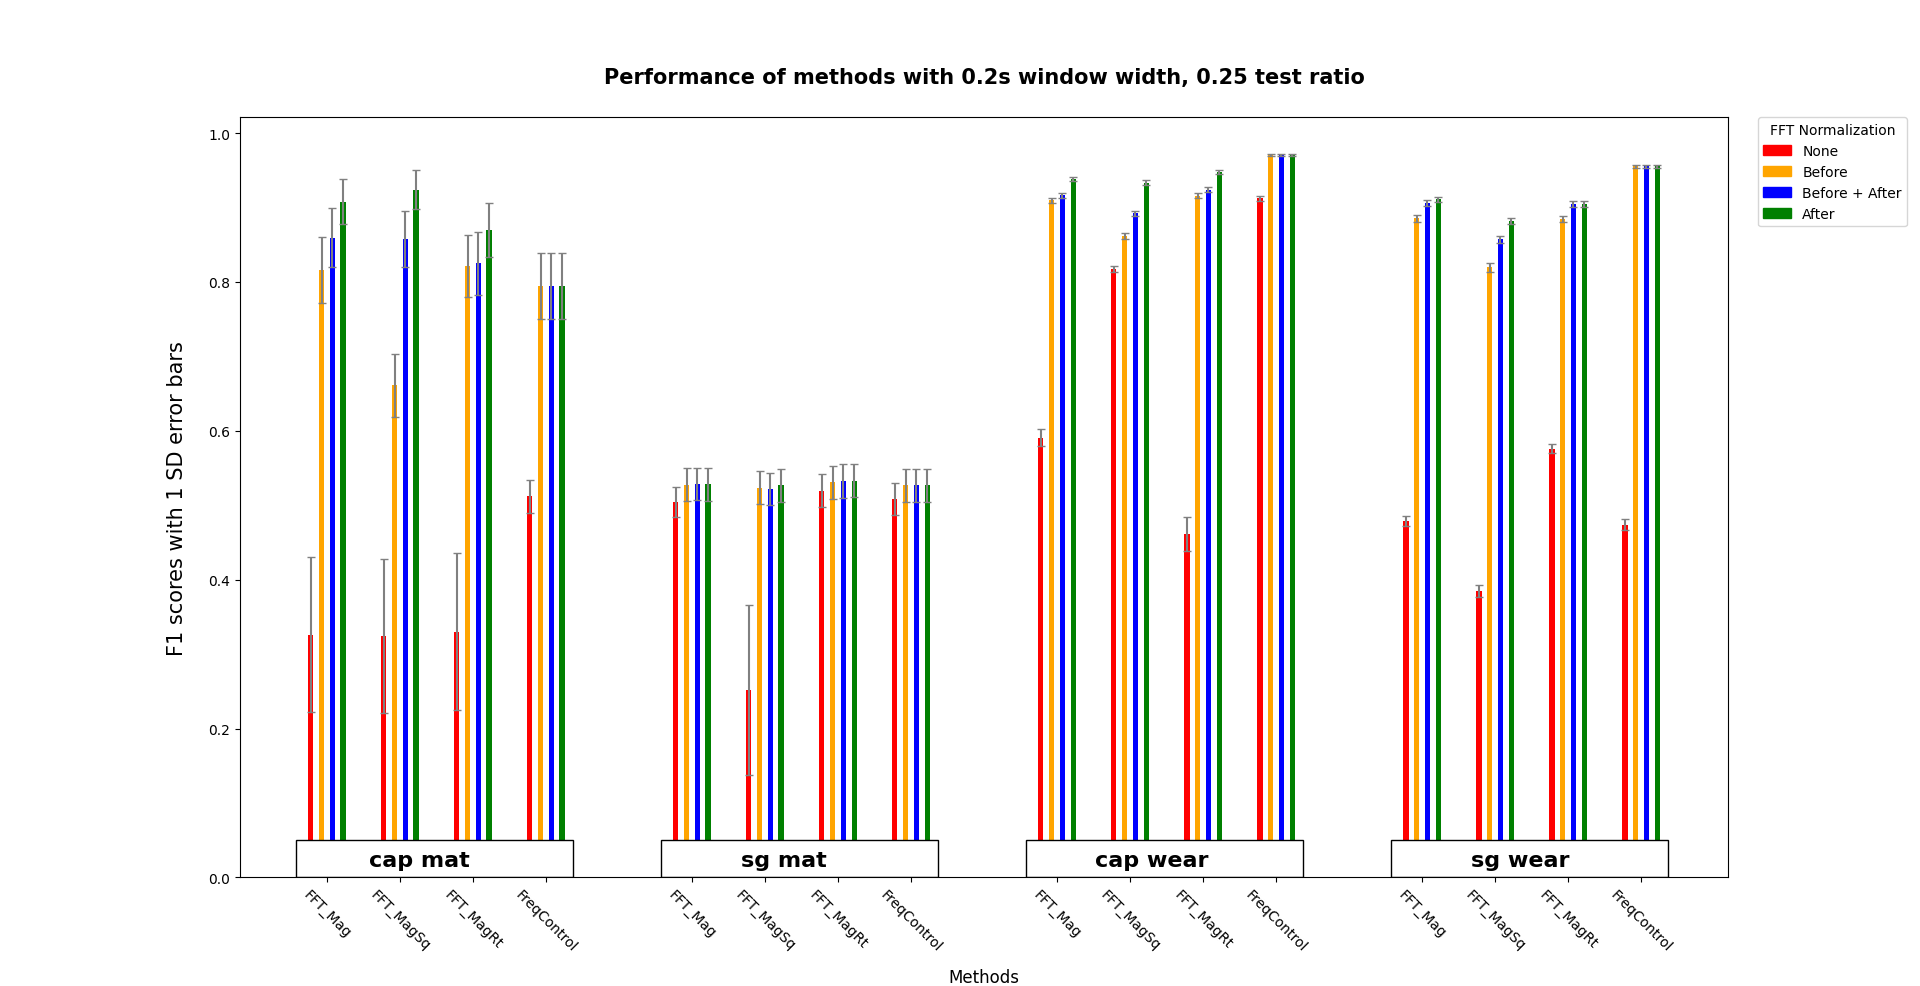 Performance of methods with 0.2s window width, 0.25 test ratio
FFT Normalization
None
Before
Before + After
After
F1 scores with 1 SD error bars
1.0
0.8
0.6
0.4
0.2
0.0
cap mat
sg mat
cap wear
sg wear
FFT_Mag
FFT_MagSq
FFT_MagRt
FreqControl
FFT_Mag
FFT_MagSq
FFT_MagRt
FreqControl
FFT_Mag
FFT_MagSq
FFT_MagRt
FreqControl
FFT_Mag
FFT_MagSq
FFT_MagRt
FreqControl
Methods